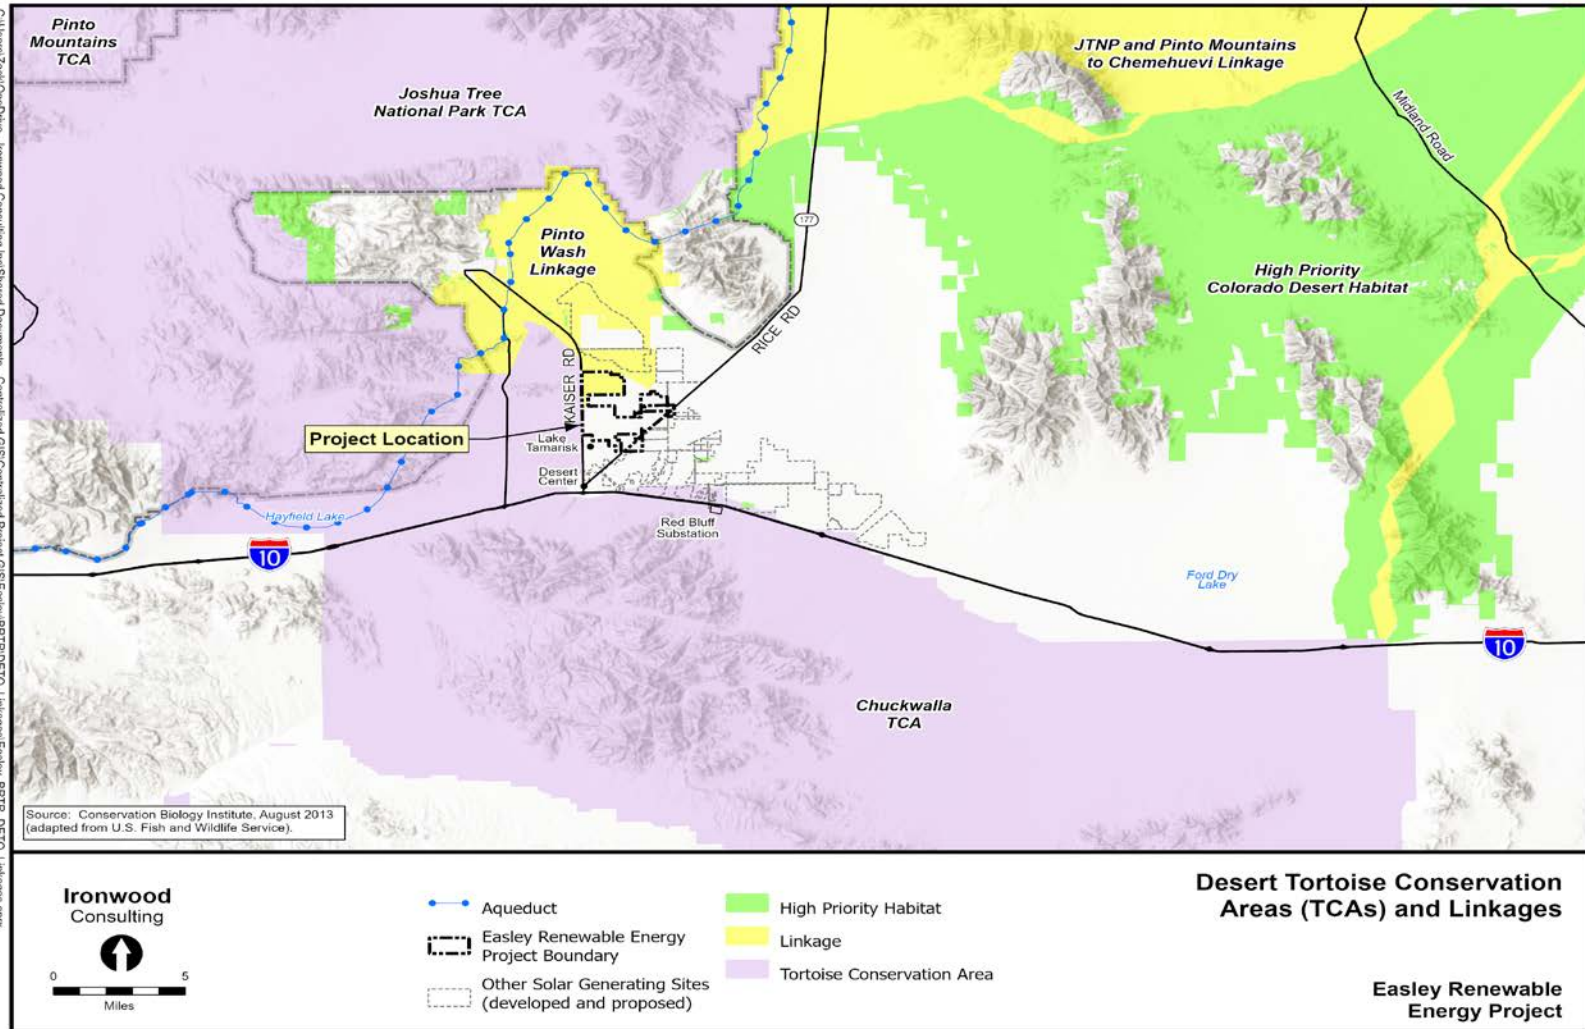 Pinto
Mountains
TCA
Joshua Tree
National Park TCA
JTNP and Pinto Mountains
to Chemehuevi Linkage
Midland Road
177
Pinto
Wash
Linkage
High Priority
Colorado Desert Habitat
RICE RD
KAISER RD
Project Location
Lake
Tamarisk
Desert
Center
Hayfield Lake
10
Red Bluff
Substation
Ford Dry
Lake
10
Chuckwalla
TCA
Source: Conservation Biology Institute, August 2013
(adapted from U.S. Fish and Wildlife Service).
Ironwood
Consulting
0 5
Miles
Aqueduct
Easley Renewable Energy
Project Boundary
Other Solar Generating Sites
(developed and proposed)
High Priority Habitat
Linkage
Tortoise Conservation Area
Desert Tortoise Conservation
Areas (TCAs) and Linkages
Easley Renewable
Energy Project